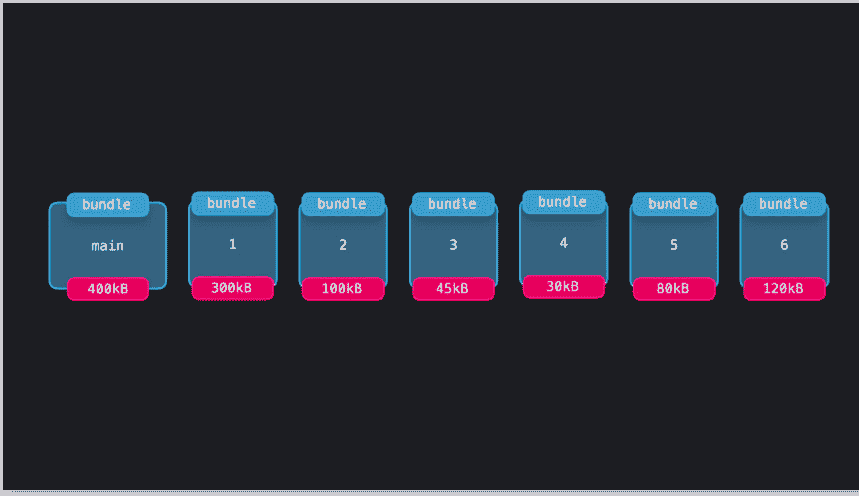 bundle
main
400kB
bundle
1
300kB
bundle
2
100kB
bundle
3
45kB
bundle
4
30kB
bundle
5
80kB
bundle
6
120kB